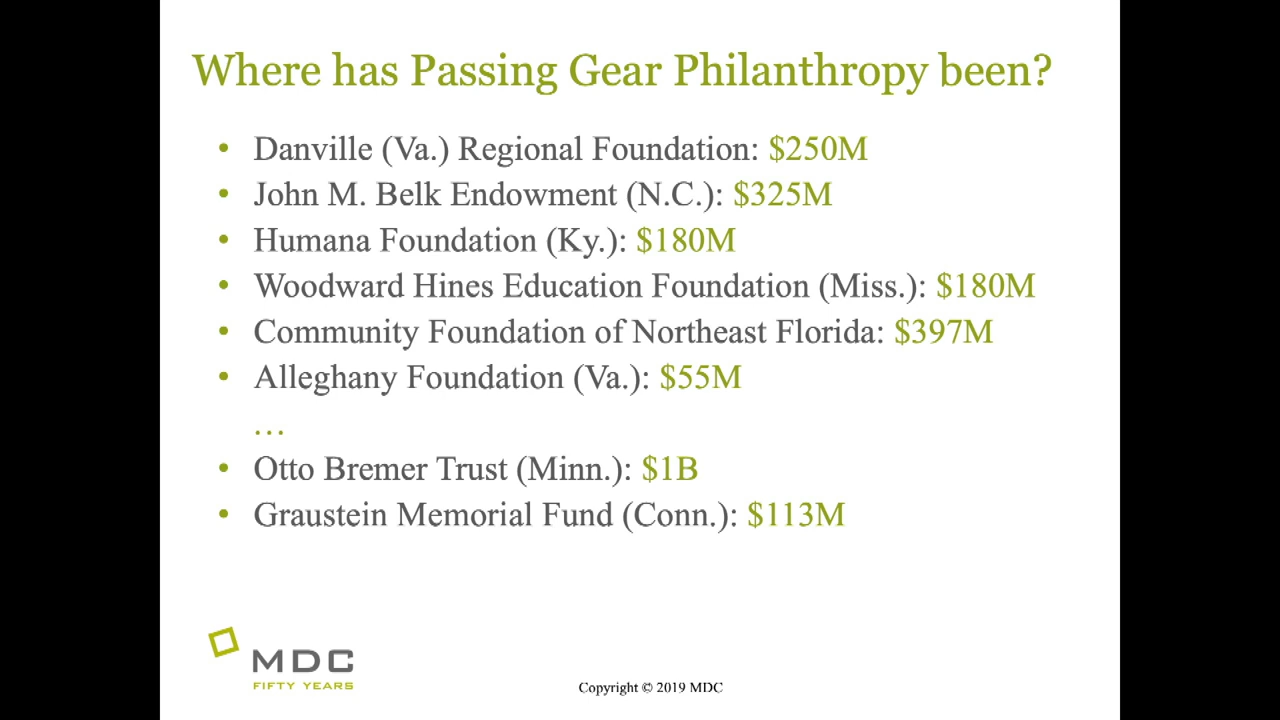 Where has Passing Gear Philanthropy been?
• Danville (Va.) Regional Foundation: $250M
• John M. Belk Endowment (N.C.): $325M
• Humana Foundation (Ky.): $180M
• Woodward Hines Education Foundation (Miss.): $180M
• Community Foundation of Northeast Florida: $397M
• Alleghany Foundation (Va.): $55M
…
• Otto Bremer Trust (Minn.): $1B
• Graustein Memorial Fund (Conn.): $113M
MDC
FIFTY YEARS
Copyright © 2019 MDC